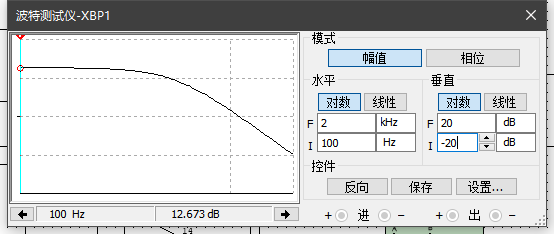 波特测试仪-XBP1
模式
幅值 相位
水平 垂直
对数 线性 对数 线性
F 2 kHz F 20 dB
I 100 Hz I -20 dB
控件
反向 保存 设置...
100 Hz 12.673 dB
+ 进 - + 出 -
14